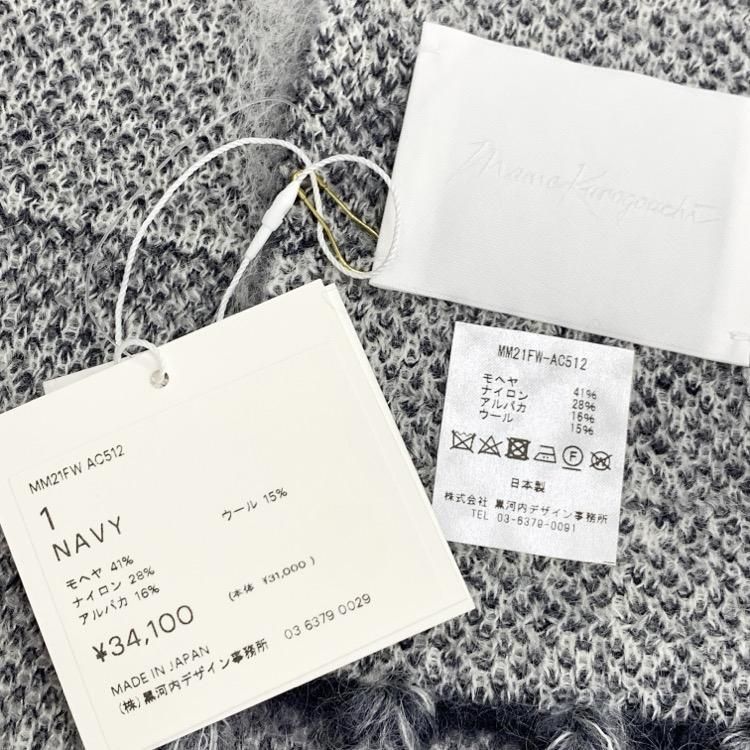 Mame Kurogouchi
MM21FW-AC512
モヘヤ 41%
ナイロン 28%
アルパカ 16%
ウール 15%
日本製
株式会社 黒河内デザイン事務所
TEL 03-6379-0091
MM21FW AC512
1
NAVY
モヘヤ 41%
ナイロン 28%
アルパカ 16%
ウール 15%
¥34,100
(本体 ¥31,000)
MADE IN JAPAN
(株)黒河内デザイン事務所 03 6379 0029